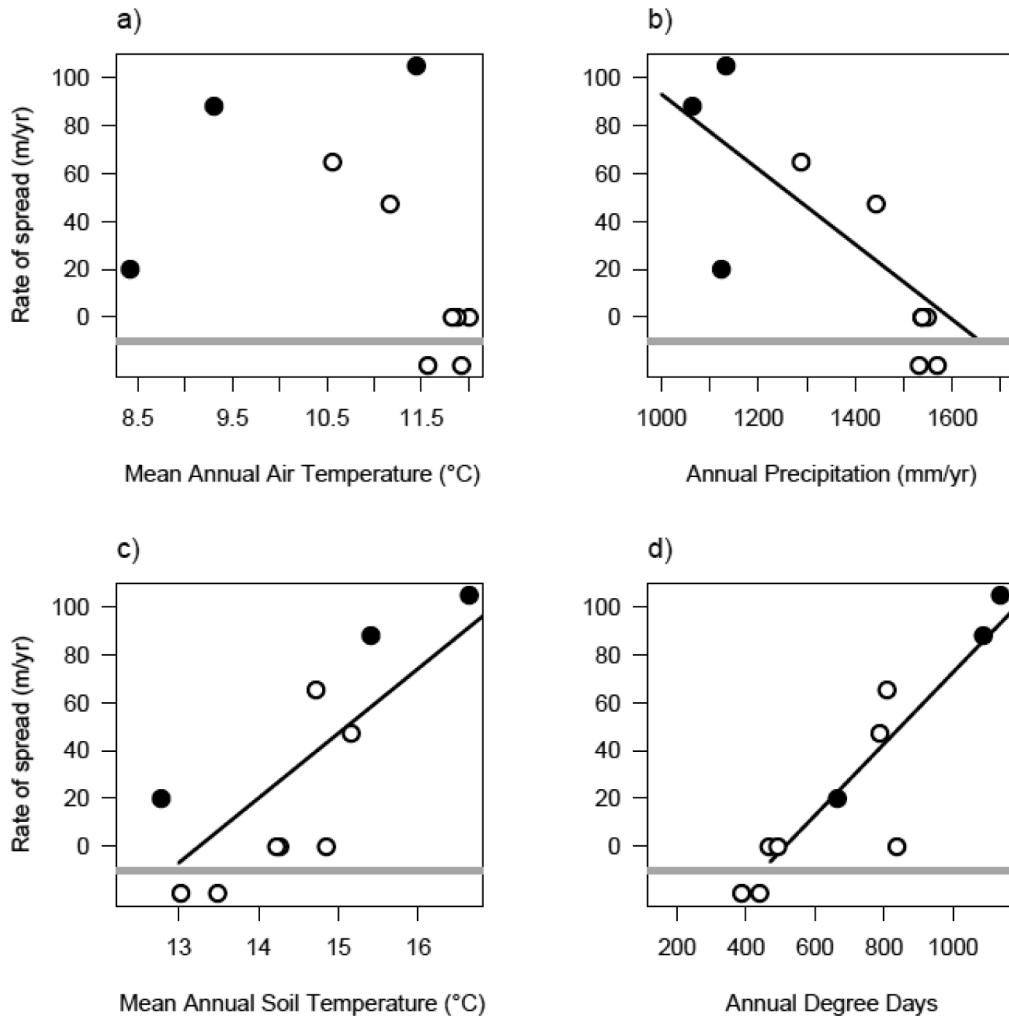 a)
Rate of spread (m/yr)
100
80
60
40
20
0
8.5 9.5 10.5 11.5
Mean Annual Air Temperature (°C)
b)
100
80
60
40
20
0
1000 1200 1400 1600
Annual Precipitation (mm/yr)
c)
Rate of spread (m/yr)
100
80
60
40
20
0
13 14 15 16
Mean Annual Soil Temperature (°C)
d)
100
80
60
40
20
0
200 400 600 800 1000
Annual Degree Days